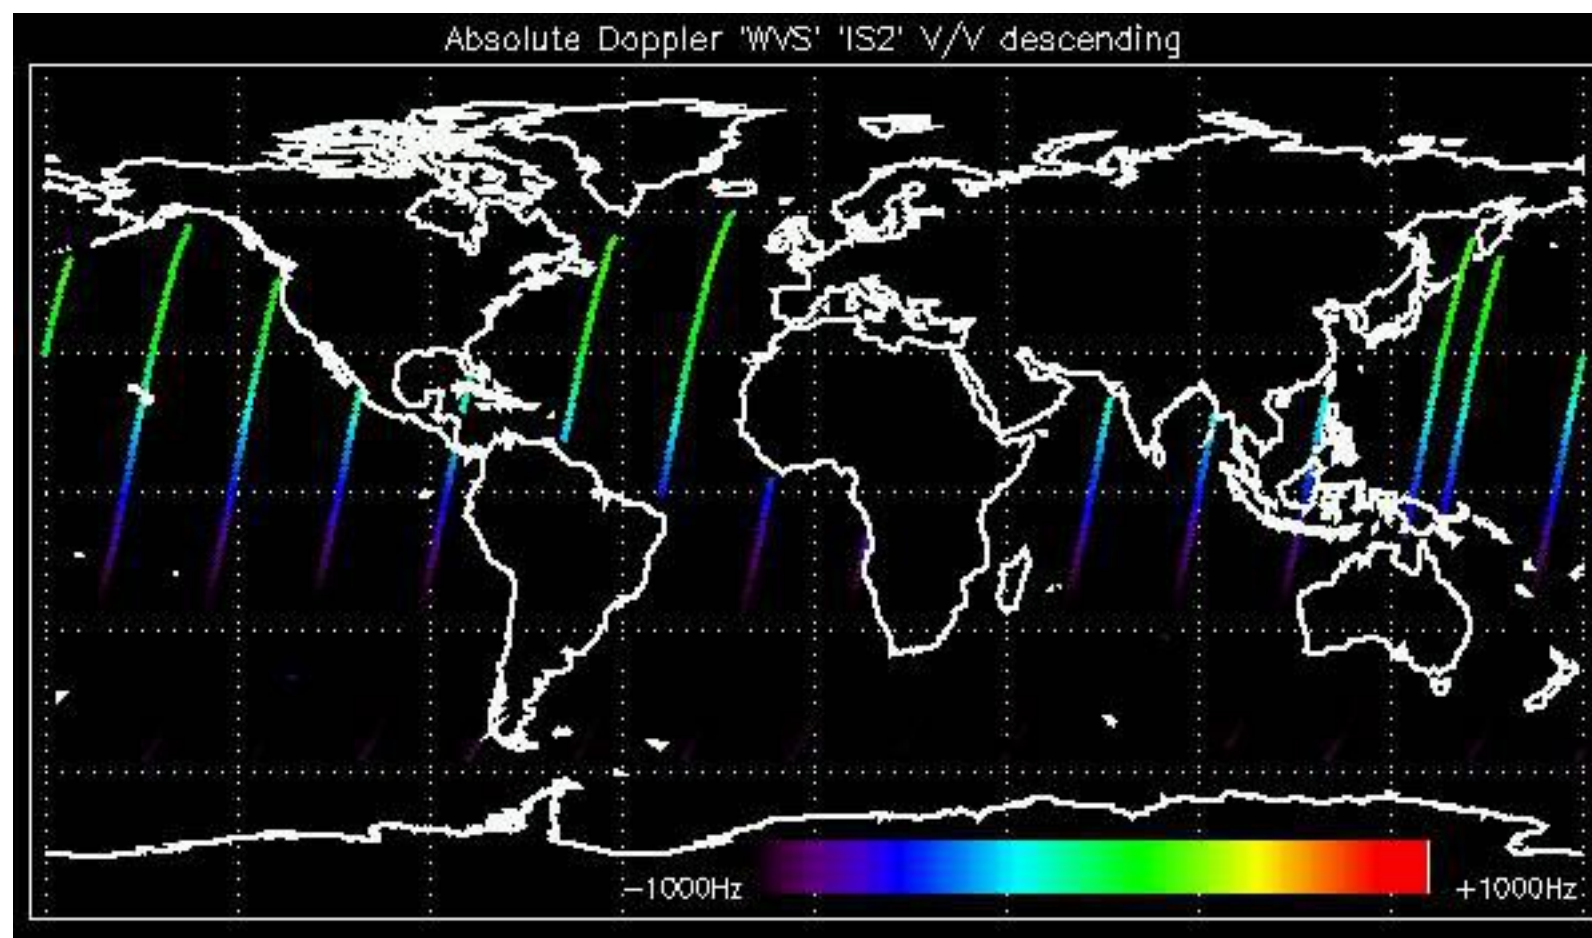 Absolute Doppler 'WVS' 'IS2' V/V descending
-1000Hz +1000Hz